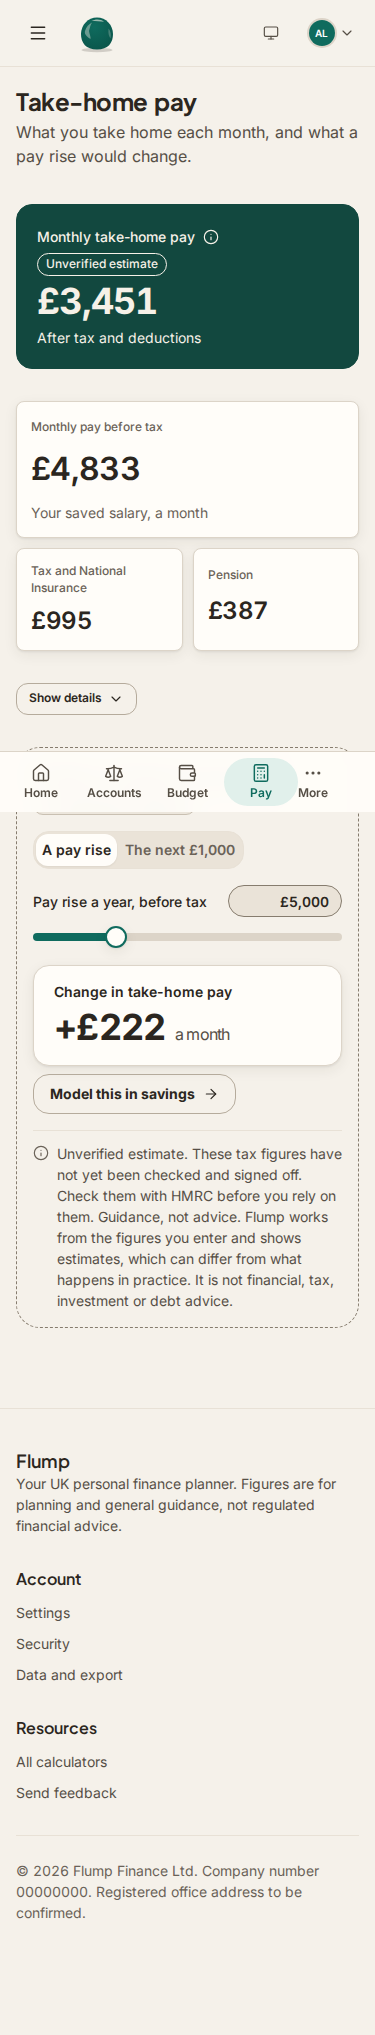 AL
Take-home pay
What you take home each month, and what a
pay rise would change.
Monthly take-home pay
Unverified estimate
£3,451
After tax and deductions
Monthly pay before tax
£4,833
Your saved salary, a month
Tax and National
Insurance
£995
Pension
£387
Show details
Home
Accounts
Budget
Pay
More
A pay rise
The next £1,000
Pay rise a year, before tax
£5,000
Change in take-home pay
+£222 a month
Model this in savings
Unverified estimate. These tax figures have
not yet been checked and signed off.
Check them with HMRC before you rely on
them. Guidance, not advice. Flump works
from the figures you enter and shows
estimates, which can differ from what
happens in practice. It is not financial, tax,
investment or debt advice.
Flump
Your UK personal finance planner. Figures are for
planning and general guidance, not regulated
financial advice.
Account
Settings
Security
Data and export
Resources
All calculators
Send feedback
© 2026 Flump Finance Ltd. Company number
00000000. Registered office address to be
confirmed.